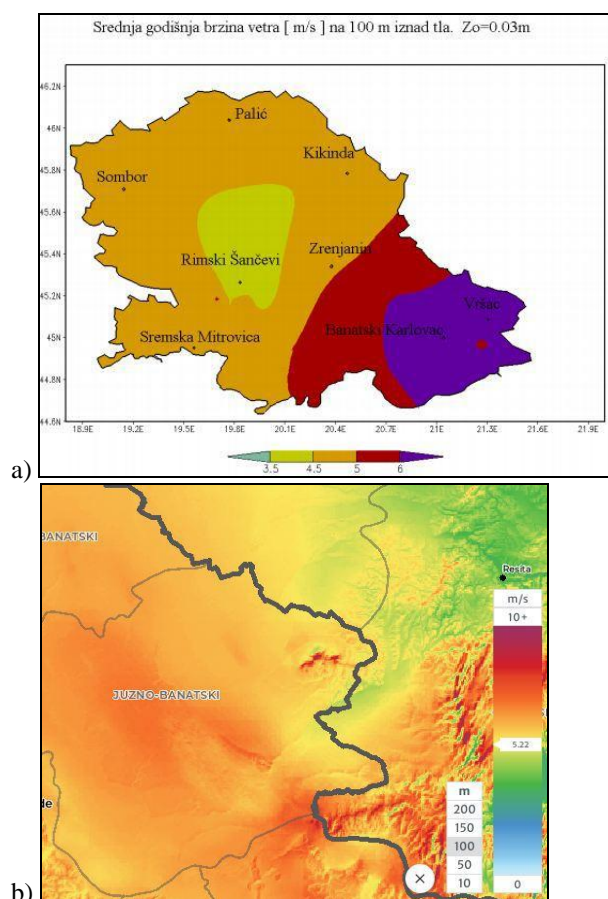 Srednja godišnja brzina vetra [ m/s ] na 100 m iznad tla. Zo=0.03m
46.2N
46N
45.8N
45.6N
45.4N
45.2N
45N
44.8N
44.6N
Palić
Kikinda
Sombor
Zrenjanin
Rimski Šančevi
Vršac
Banatski Karlovac
Sremska Mitrovica
18.9E 19.2E 19.5E 19.8E 20.1E 20.4E 20.7E 21E 21.3E 21.6E 21.9E
3.5 4.5 5 6
a)
BANATSKI
Resita
m/s
10+
JUZNO-BANATSKI
5.22
m
200
150
100
50
10
0
de
b)